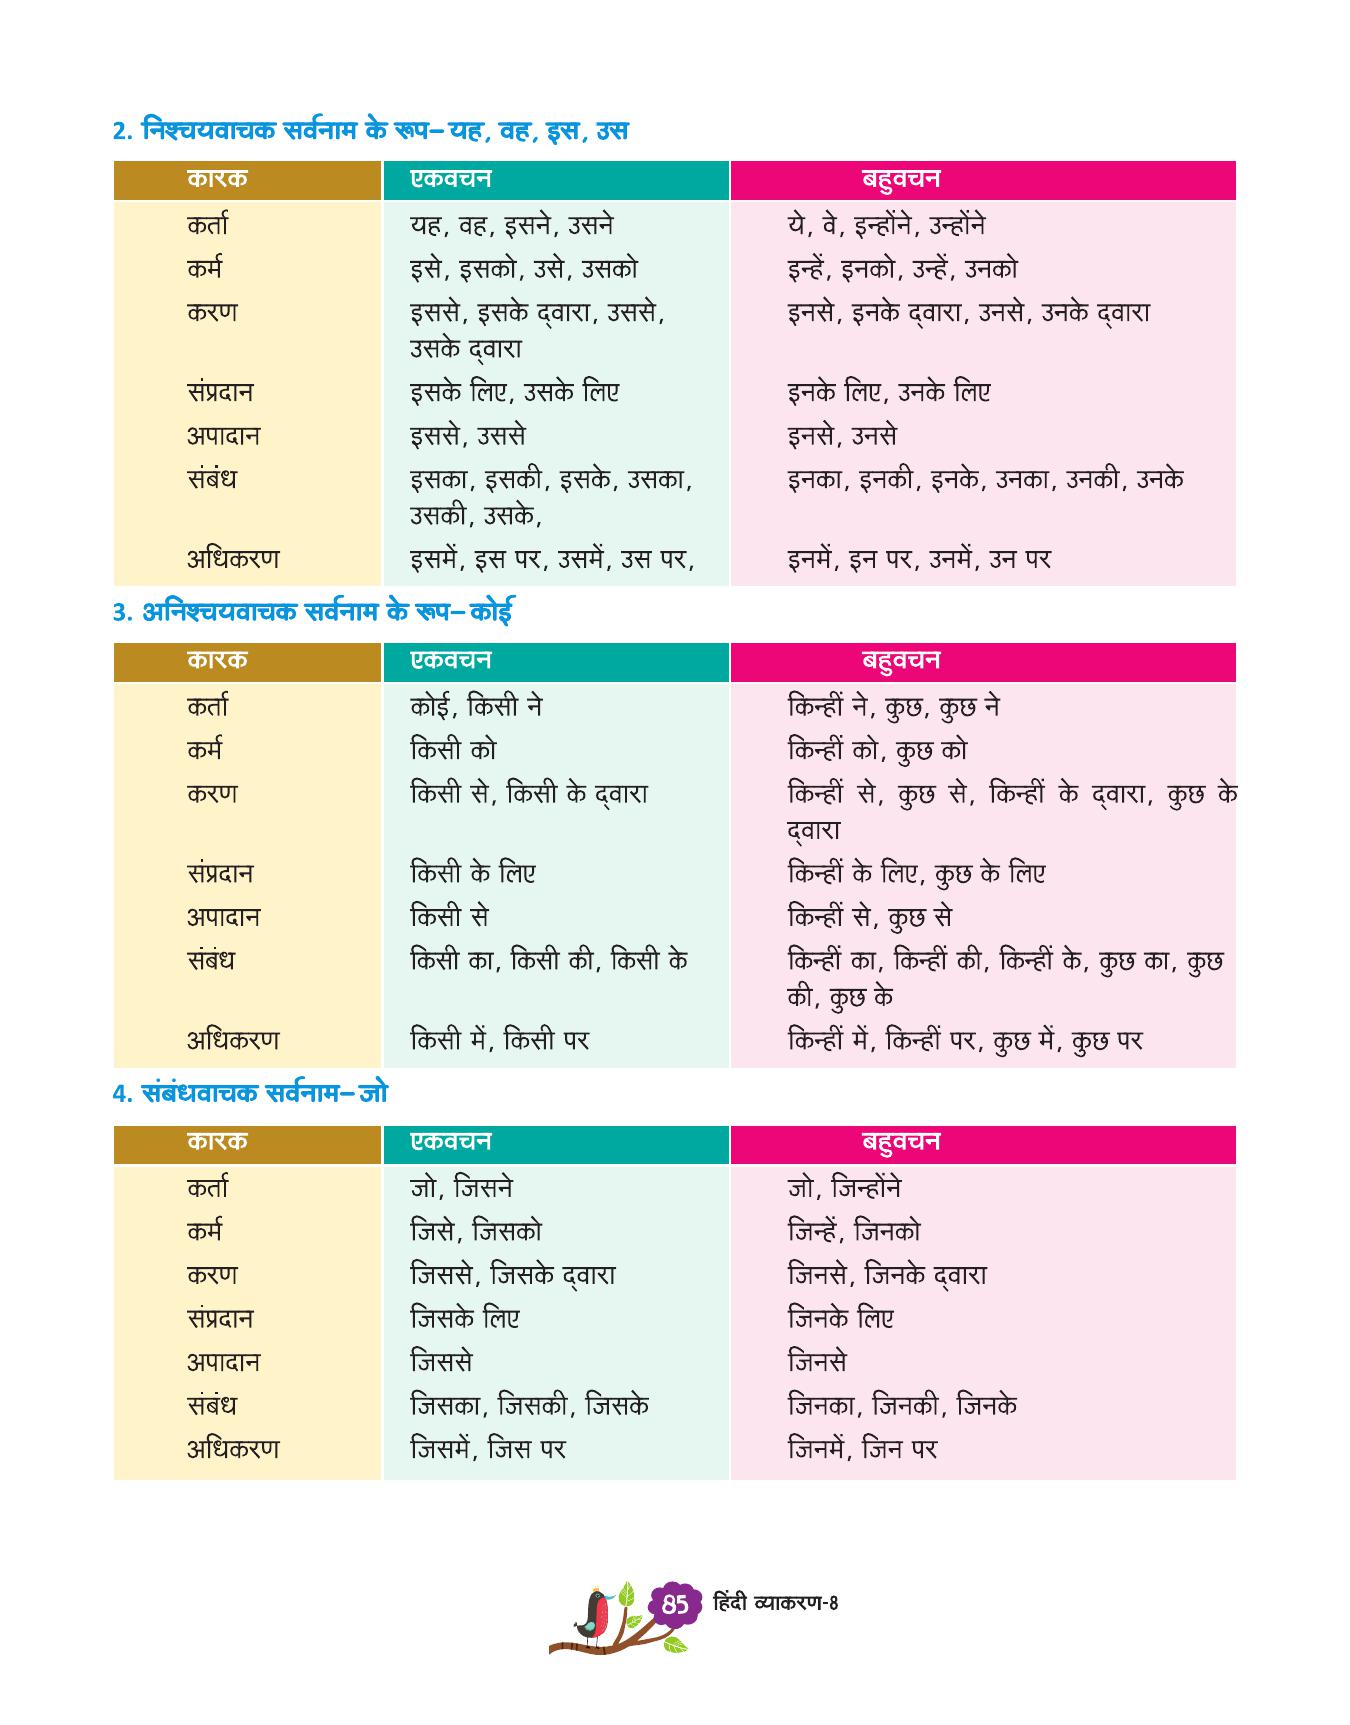 2. निश्चयवाचक सर्वनाम के रूप– यह, वह, इस, उस
कारक एकवचन बहुवचन
कर्ता यह, वह, इसने, उसने ये, वे, इन्होंने, उन्होंने
कर्म इसे, इसको, उसे, उसको इन्हें, इनको, उन्हें, उनको
करण इससे, इसके द्वारा, उससे, इनसे, इनके द्वारा, उनसे, उनके द्वारा
उसके द्वारा
संप्रदान इसके लिए, उसके लिए इनके लिए, उनके लिए
अपादान इससे, उससे इनसे, उनसे
संबंध इसका, इसकी, इसके, उसका, इनका, इनकी, इनके, उनका, उनकी, उनके
उसकी, उसके,
अधिकरण इसमें, इस पर, उसमें, उस पर, इनमें, इन पर, उनमें, उन पर
3. अनिश्चयवाचक सर्वनाम के रूप– कोई
कारक एकवचन बहुवचन
कर्ता कोई, किसी ने किन्हीं ने, कुछ, कुछ ने
कर्म किसी को किन्हीं को, कुछ को
करण किसी से, किसी के द्वारा किन्हीं से, कुछ से, किन्हीं के द्वारा, कुछ के
द्वारा
संप्रदान किसी के लिए किन्हीं के लिए, कुछ के लिए
अपादान किसी से किन्हीं से, कुछ से
संबंध किसी का, किसी की, किसी के किन्हीं का, किन्हीं की, किन्हीं के, कुछ का, कुछ
की, कुछ के
अधिकरण किसी में, किसी पर किन्हीं में, किन्हीं पर, कुछ में, कुछ पर
4. संबंधवाचक सर्वनाम– जो
कारक एकवचन बहुवचन
कर्ता जो, जिसने जो, जिन्होंने
कर्म जिसे, जिसको जिन्हें, जिनको
करण जिससे, जिसके द्वारा जिनसे, जिनके द्वारा
संप्रदान जिसके लिए जिनके लिए
अपादान जिससे जिनसे
संबंध जिसका, जिसकी, जिसके जिनका, जिनकी, जिनके
अधिकरण जिसमें, जिस पर जिनमें, जिन पर
85 हिंदी व्याकरण-8